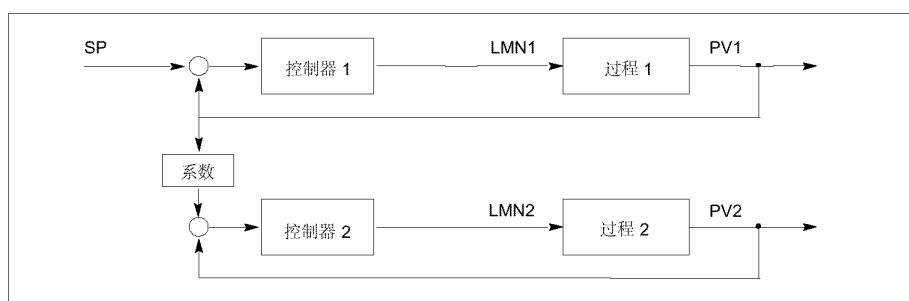 SP
控制器 1
LMN1
过程 1
PV1
系数
控制器 2
LMN2
过程 2
PV2